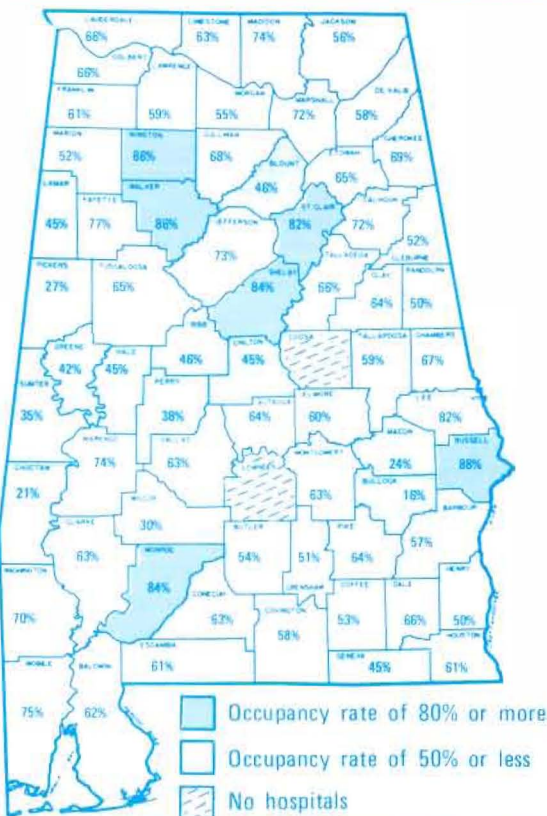 LAUDERDALE LIMESTONE MADISON JACKSON
68% 63% 74% 56%
COLBERT LAWRENCE
66%
FRANKLIN MORGAN MARSHALL DE KALB
61% 59% 55% 72% 58%
MARION WINSTON CULLMAN CHEROKEE
52% 86% 68% BLOUNT ETOWAH 69%
46% 65%
LAMAR FAYETTE WALKER ST CLAIR CALHOUN
45% 77% 86% JEFFERSON 82% 72%
73% 52%
PICKENS TUSCALOOSA SHELBY TALLADEGA CLEBURNE
27% 65% 84% 66% CLAY RANDOLPH
64% 50%
GREENE HALE BIBB CHILTON COOSA TALLAPOOSA CHAMBERS
42% 45% 46% 45% 59% 67%
SUMTER PERRY AUTAUGA ELMORE LEE
35% 38% 64% 60% 82%
MARENGO DALLAS LOWNDES MONTGOMERY MACON RUSSELL
74% 63% 63% 24% 88%
CHOCTAW WILCOX BULLOCK
21% 30% 16% BARBOUR
CLARKE MONROE BUTLER PIKE
63% 84% 54% 51% 64% 57%
WASHINGTON CONECUH CRENSHAW COFFEE DALE HENRY
70% 63% COVINGTON 53% 66% 50%
58%
MOBILE BALDWIN ESCAMBIA GENEVA HOUSTON
75% 62% 61% 45% 61%
Occupancy rate of 80% or more
Occupancy rate of 50% or less
No hospitals